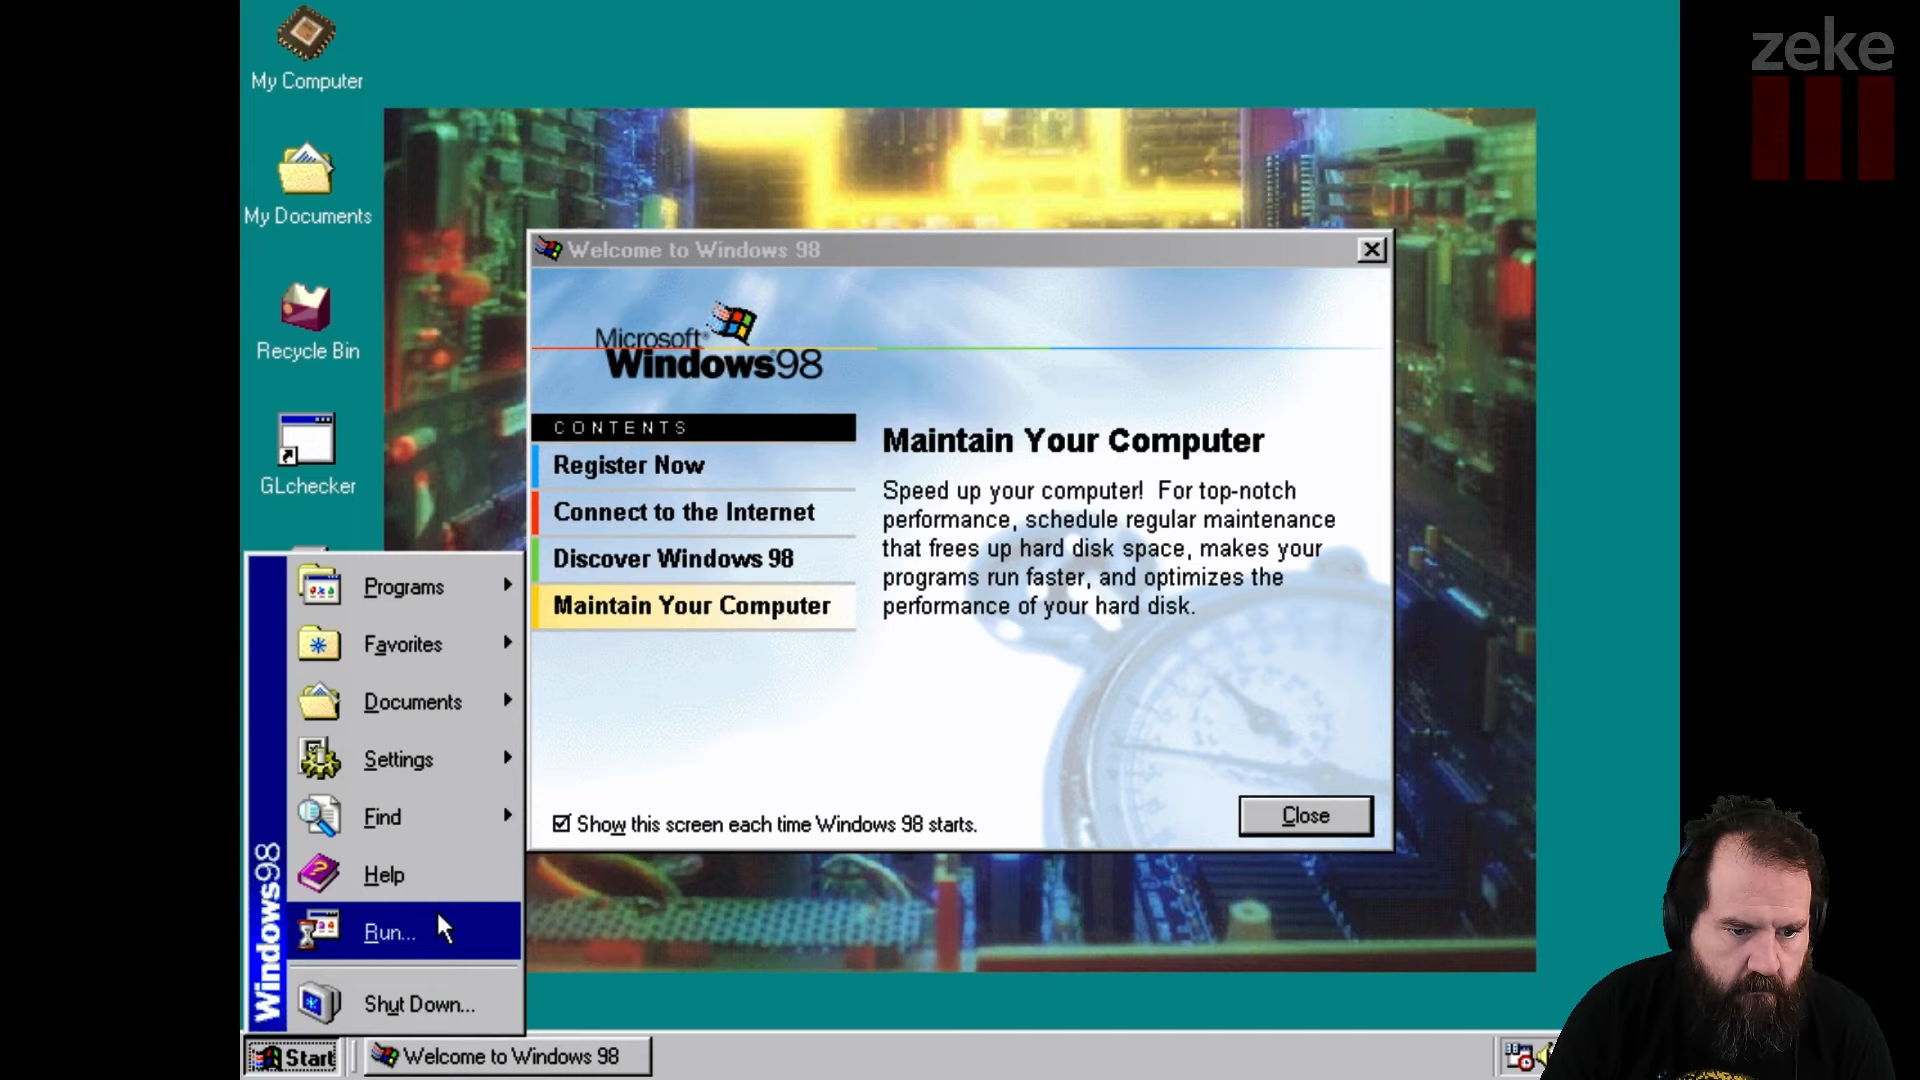 My Computer
My Documents
Recycle Bin
GLchecker
zeke
Welcome to Windows 98
Microsoft
Windows98
CONTENTS
Register Now
Connect to the Internet
Discover Windows 98
Maintain Your Computer
Maintain Your Computer
Speed up your computer! For top-notch
performance, schedule regular maintenance
that frees up hard disk space, makes your
programs run faster, and optimizes the
performance of your hard disk.
Show this screen each time Windows 98 starts.
Close
Windows98
Programs
Favorites
Documents
Settings
Find
Help
Run...
Shut Down...
Start
Welcome to Windows 98